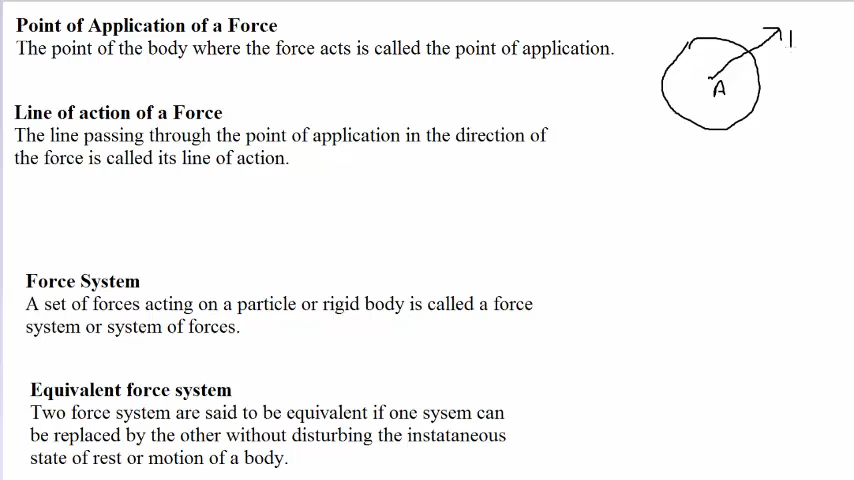 Point of Application of a Force
The point of the body where the force acts is called the point of application.
A
Line of action of a Force
The line passing through the point of application in the direction of
the force is called its line of action.
Force System
A set of forces acting on a particle or rigid body is called a force
system or system of forces.
Equivalent force system
Two force system are said to be equivalent if one sysem can
be replaced by the other without disturbing the instataneous
state of rest or motion of a body.